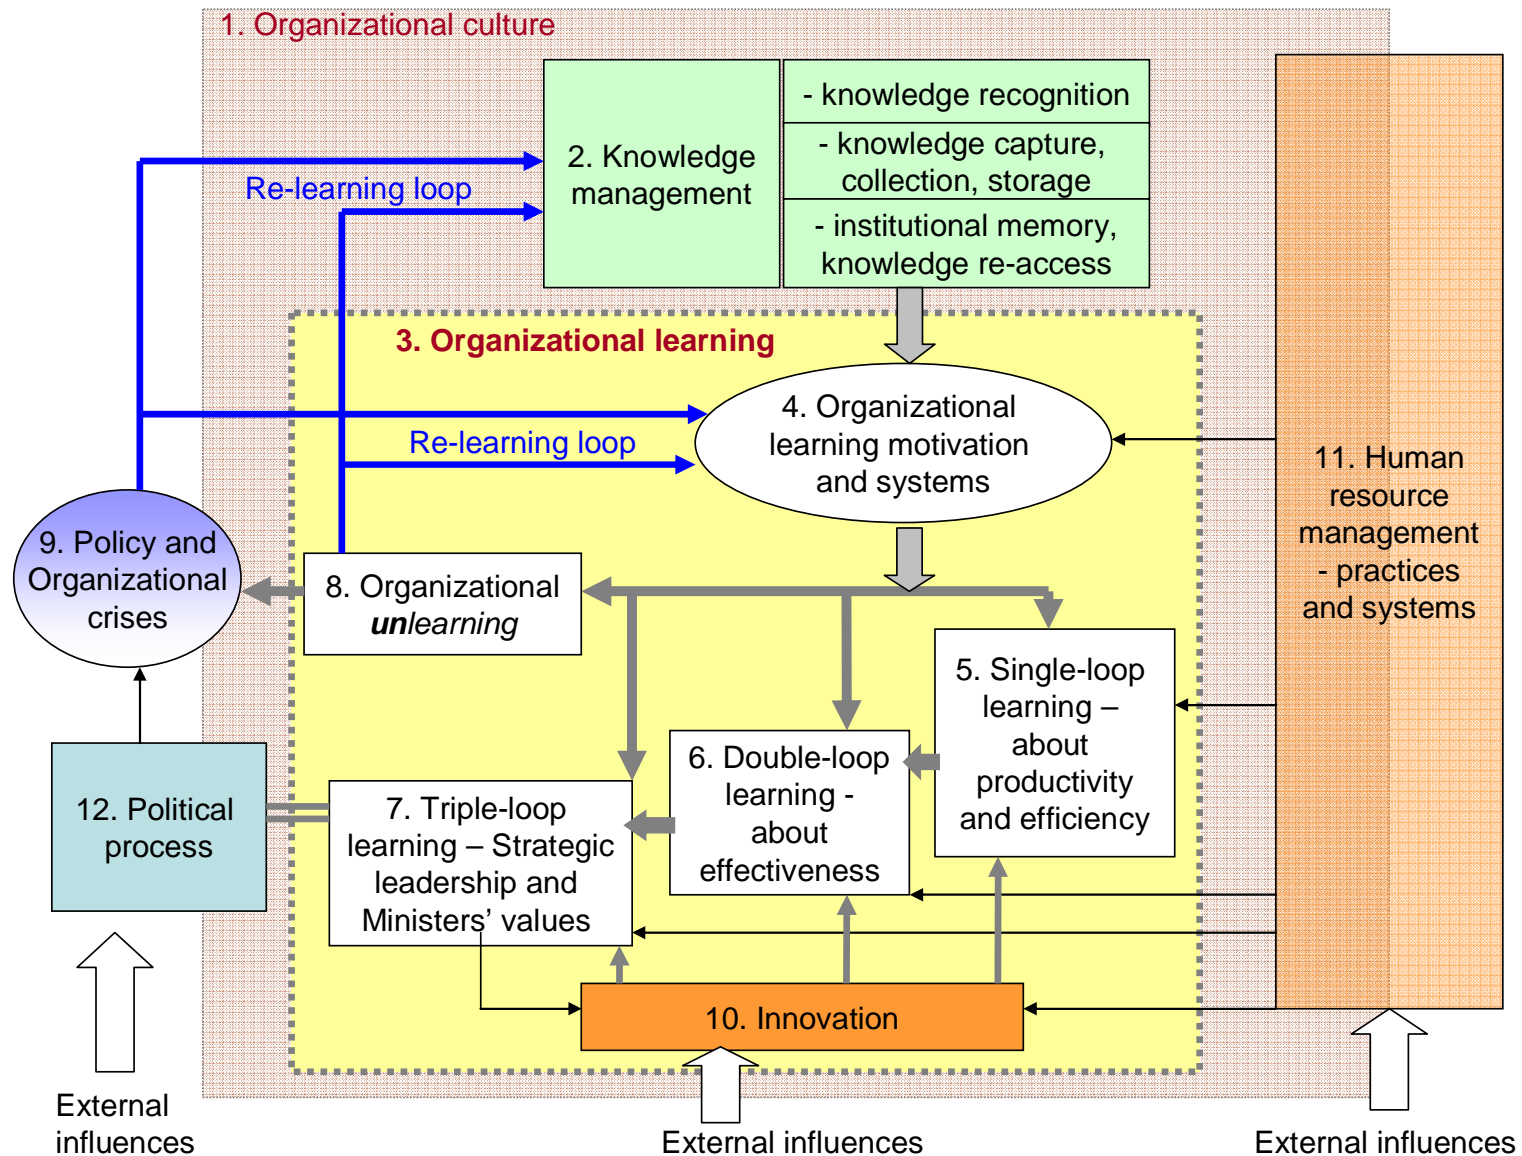 1. Organizational culture
2. Knowledge
management
- knowledge recognition
- knowledge capture,
collection, storage
- institutional memory,
knowledge re-access
Re-learning loop
3. Organizational learning
4. Organizational
learning motivation
and systems
Re-learning loop
11. Human
resource
management
- practices
and systems
9. Policy and
Organizational
crises
8. Organizational
unlearning
5. Single-loop
learning –
about
productivity
and efficiency
6. Double-loop
learning -
about
effectiveness
7. Triple-loop
learning – Strategic
leadership and
Ministers’ values
12. Political
process
10. Innovation
External
influences
External influences
External influences